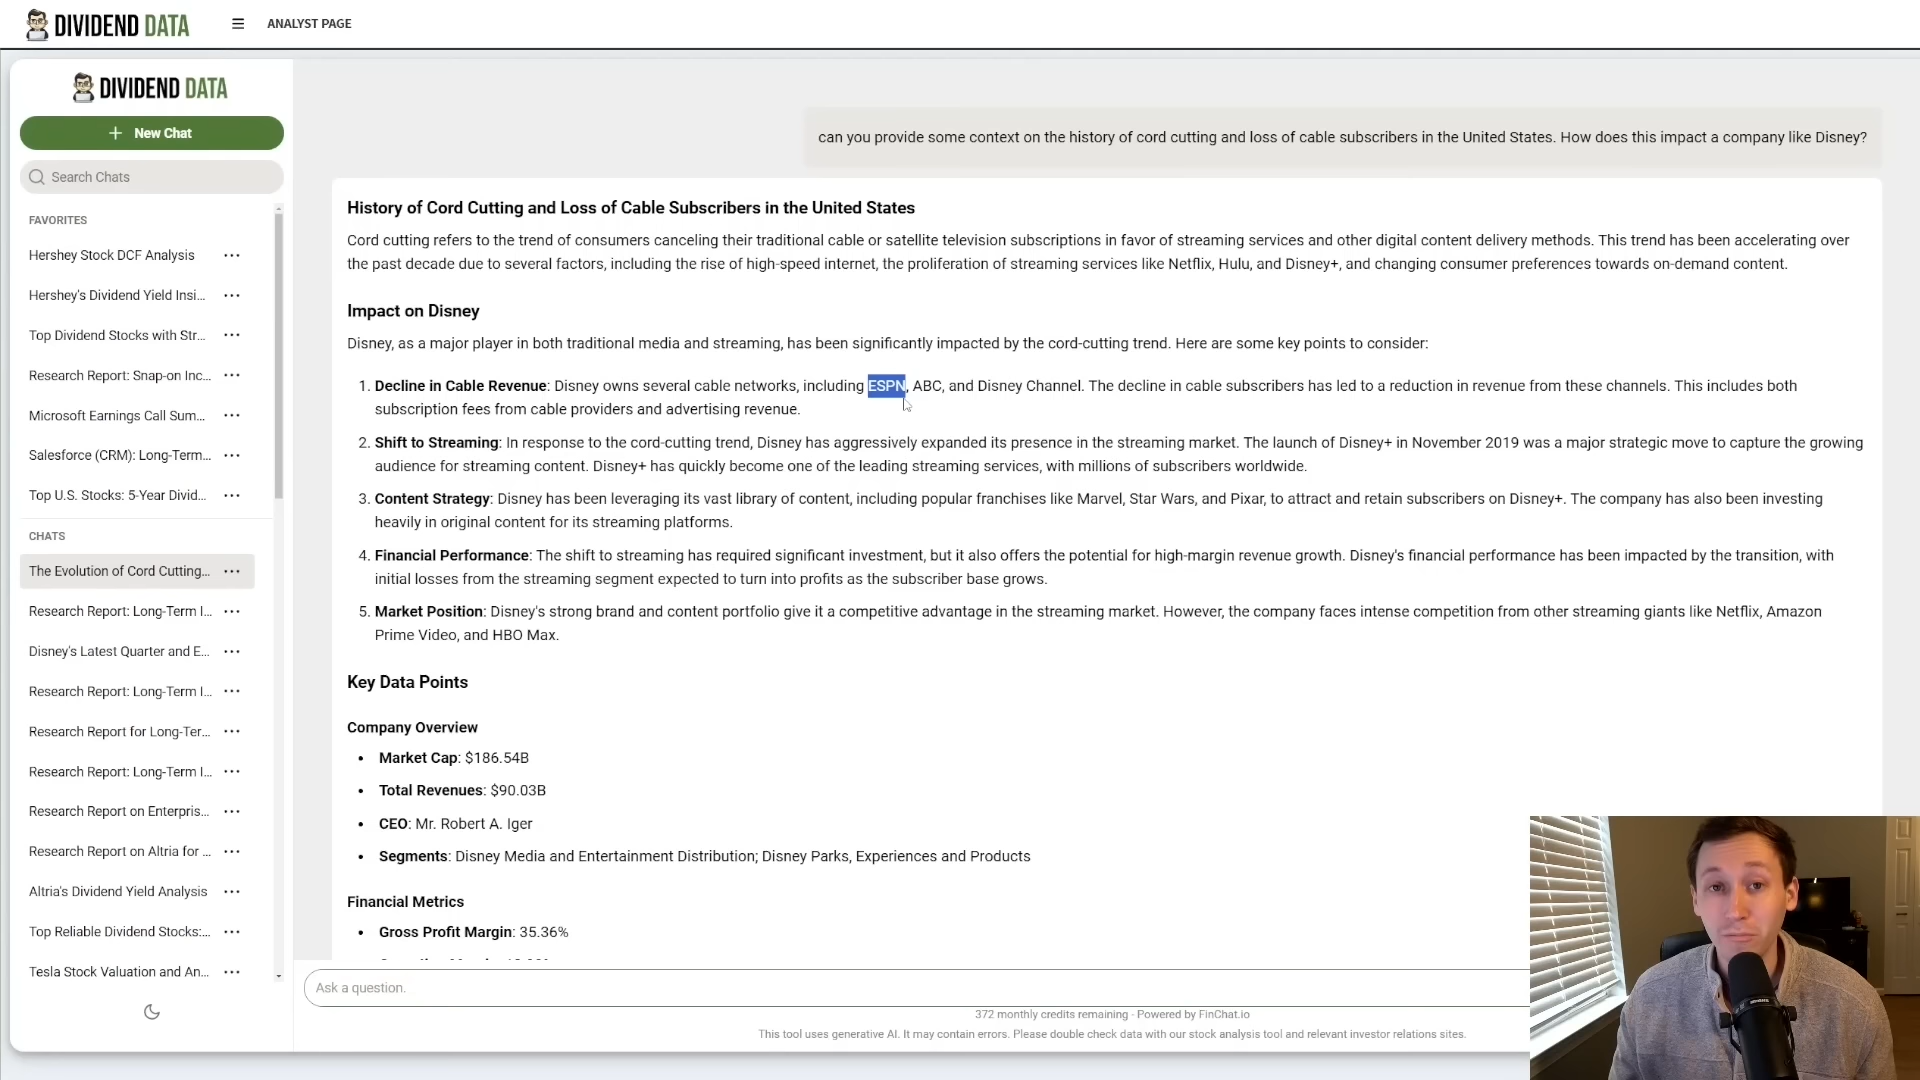 DIVIDEND DATA
ANALYST PAGE
DIVIDEND DATA
New Chat
Search Chats
FAVORITES
Hershey Stock DCF Analysis
Hershey's Dividend Yield Insi...
Top Dividend Stocks with Str...
Research Report: Snap-on Inc...
Microsoft Earnings Call Sum...
Salesforce (CRM): Long-Term...
Top U.S. Stocks: 5-Year Divid...
CHATS
The Evolution of Cord Cutting...
Research Report: Long-Term I...
Disney's Latest Quarter and E...
Research Report: Long-Term I...
Research Report for Long-Ter...
Research Report: Long-Term I...
Research Report on Enterpris...
Research Report on Altria for ...
Altria's Dividend Yield Analysis
Top Reliable Dividend Stocks:...
Tesla Stock Valuation and An...
can you provide some context on the history of cord cutting and loss of cable subscribers in the United States. How does this impact a company like Disney?
History of Cord Cutting and Loss of Cable Subscribers in the United States
Cord cutting refers to the trend of consumers canceling their traditional cable or satellite television subscriptions in favor of streaming services and other digital content delivery methods. This trend has been accelerating over
the past decade due to several factors, including the rise of high-speed internet, the proliferation of streaming services like Netflix, Hulu, and Disney+, and changing consumer preferences towards on-demand content.
Impact on Disney
Disney, as a major player in both traditional media and streaming, has been significantly impacted by the cord-cutting trend. Here are some key points to consider:
1. Decline in Cable Revenue: Disney owns several cable networks, including ESPN, ABC, and Disney Channel. The decline in cable subscribers has led to a reduction in revenue from these channels. This includes both
subscription fees from cable providers and advertising revenue.
2. Shift to Streaming: In response to the cord-cutting trend, Disney has aggressively expanded its presence in the streaming market. The launch of Disney+ in November 2019 was a major strategic move to capture the growing
audience for streaming content. Disney+ has quickly become one of the leading streaming services, with millions of subscribers worldwide.
3. Content Strategy: Disney has been leveraging its vast library of content, including popular franchises like Marvel, Star Wars, and Pixar, to attract and retain subscribers on Disney+. The company has also been investing
heavily in original content for its streaming platforms.
4. Financial Performance: The shift to streaming has required significant investment, but it also offers the potential for high-margin revenue growth. Disney's financial performance has been impacted by the transition, with
initial losses from the streaming segment expected to turn into profits as the subscriber base grows.
5. Market Position: Disney's strong brand and content portfolio give it a competitive advantage in the streaming market. However, the company faces intense competition from other streaming giants like Netflix, Amazon
Prime Video, and HBO Max.
Key Data Points
Company Overview
• Market Cap: $186.54B
• Total Revenues: $90.03B
• CEO: Mr. Robert A. Iger
• Segments: Disney Media and Entertainment Distribution; Disney Parks, Experiences and Products
Financial Metrics
• Gross Profit Margin: 35.36%
Ask a question.
372 monthly credits remaining - Powered by FinChat.io
This tool uses generative AI. It may contain errors. Please double check data with our stock analysis tool and relevant investor relations sites.